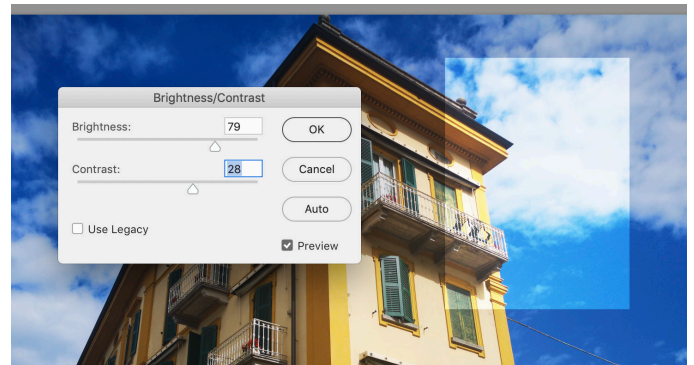 Brightness/Contrast
Brightness: 79
OK
Contrast: 28
Cancel
Auto
Use Legacy
Preview